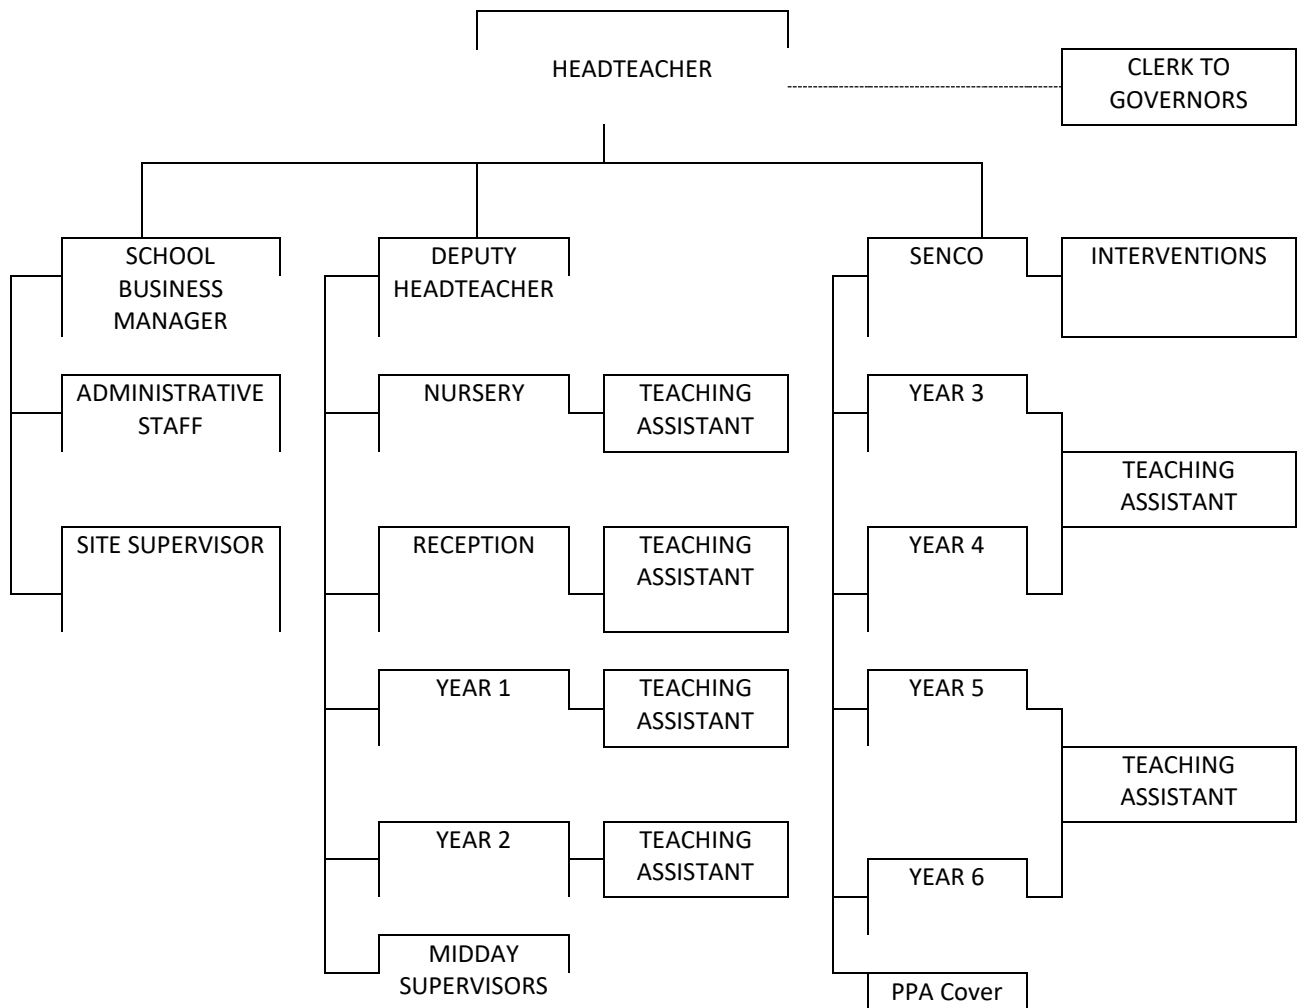 HEADTEACHER
CLERK TO
GOVERNORS
SCHOOL
BUSINESS
MANAGER
DEPUTY
HEADTEACHER
SENCO
INTERVENTIONS
ADMINISTRATIVE
STAFF
NURSERY
TEACHING
ASSISTANT
YEAR 3
TEACHING
ASSISTANT
SITE SUPERVISOR
RECEPTION
TEACHING
ASSISTANT
YEAR 4
YEAR 1
TEACHING
ASSISTANT
YEAR 5
TEACHING
ASSISTANT
YEAR 2
TEACHING
ASSISTANT
YEAR 6
MIDDAY
SUPERVISORS
PPA Cover